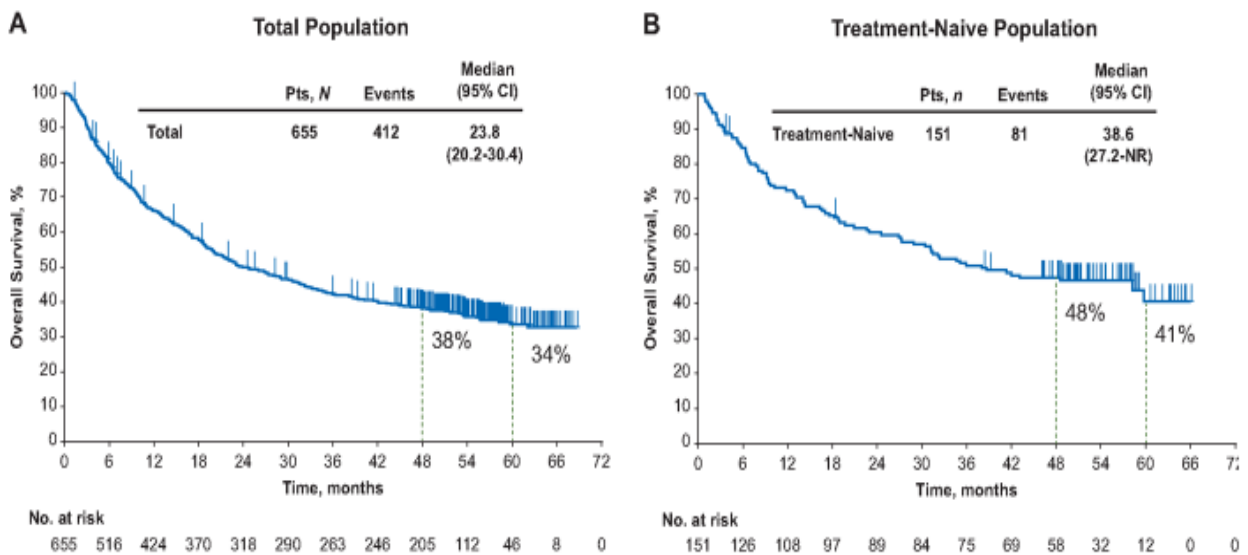 A Total Population
Pts, N Events Median (95% CI)
Total 655 412 23.8 (20.2-30.4)
Overall Survival, %
100
90
80
70
60
50
40
30
20
10
0
38%
34%
0 6 12 18 24 30 36 42 48 54 60 66 72
Time, months
No. at risk
655 516 424 370 318 290 263 246 205 112 46 8 0
B Treatment-Naive Population
Pts, n Events Median (95% CI)
Treatment-Naive 151 81 38.6 (27.2-NR)
Overall Survival, %
100
90
80
70
60
50
40
30
20
10
0
48%
41%
0 6 12 18 24 30 36 42 48 54 60 66 72
Time, months
No. at risk
151 126 108 97 89 84 75 69 58 32 12 0 0